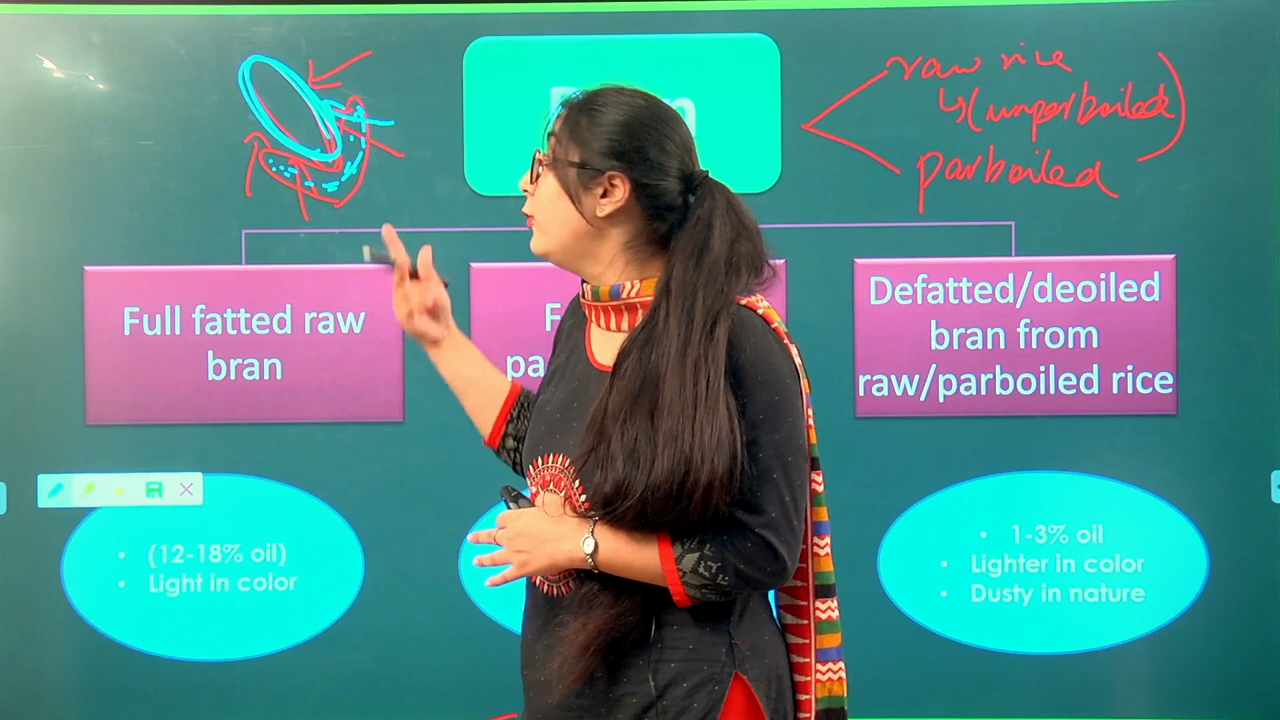 raw rice
↳(unparboiled)
parboiled
Full fatted raw
bran
Defatted/deoiled
bran from
raw/parboiled rice
• (12-18% oil)
• Light in color
• 1-3% oil
• Lighter in color
• Dusty in nature